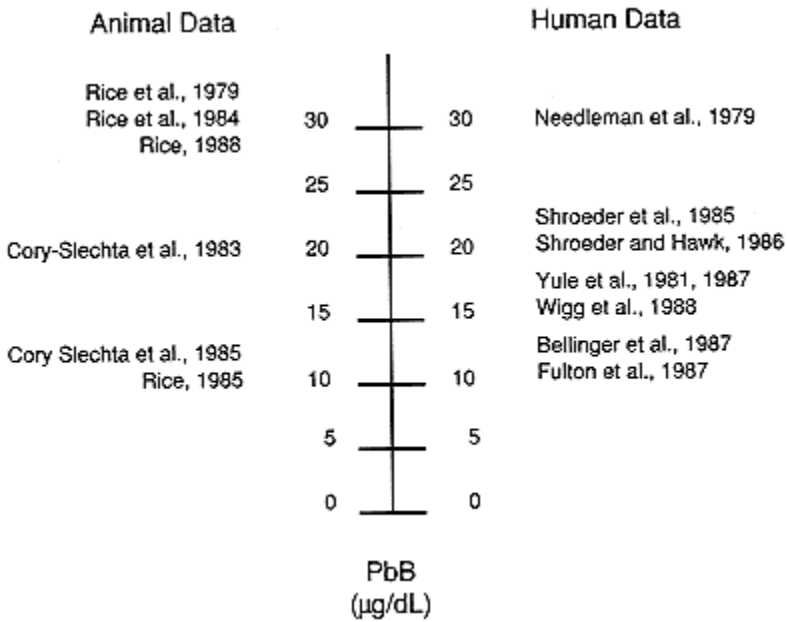 Animal Data
Human Data
Rice et al., 1979
Rice et al., 1984
Rice, 1988
30
30
Needleman et al., 1979
25
25
Shroeder et al., 1985
Shroeder and Hawk, 1986
Cory-Slechta et al., 1983
20
20
Yule et al., 1981, 1987
Wigg et al., 1988
15
15
Bellinger et al., 1987
Fulton et al., 1987
Cory Slechta et al., 1985
Rice, 1985
10
10
5
5
0
0
PbB
(µg/dL)